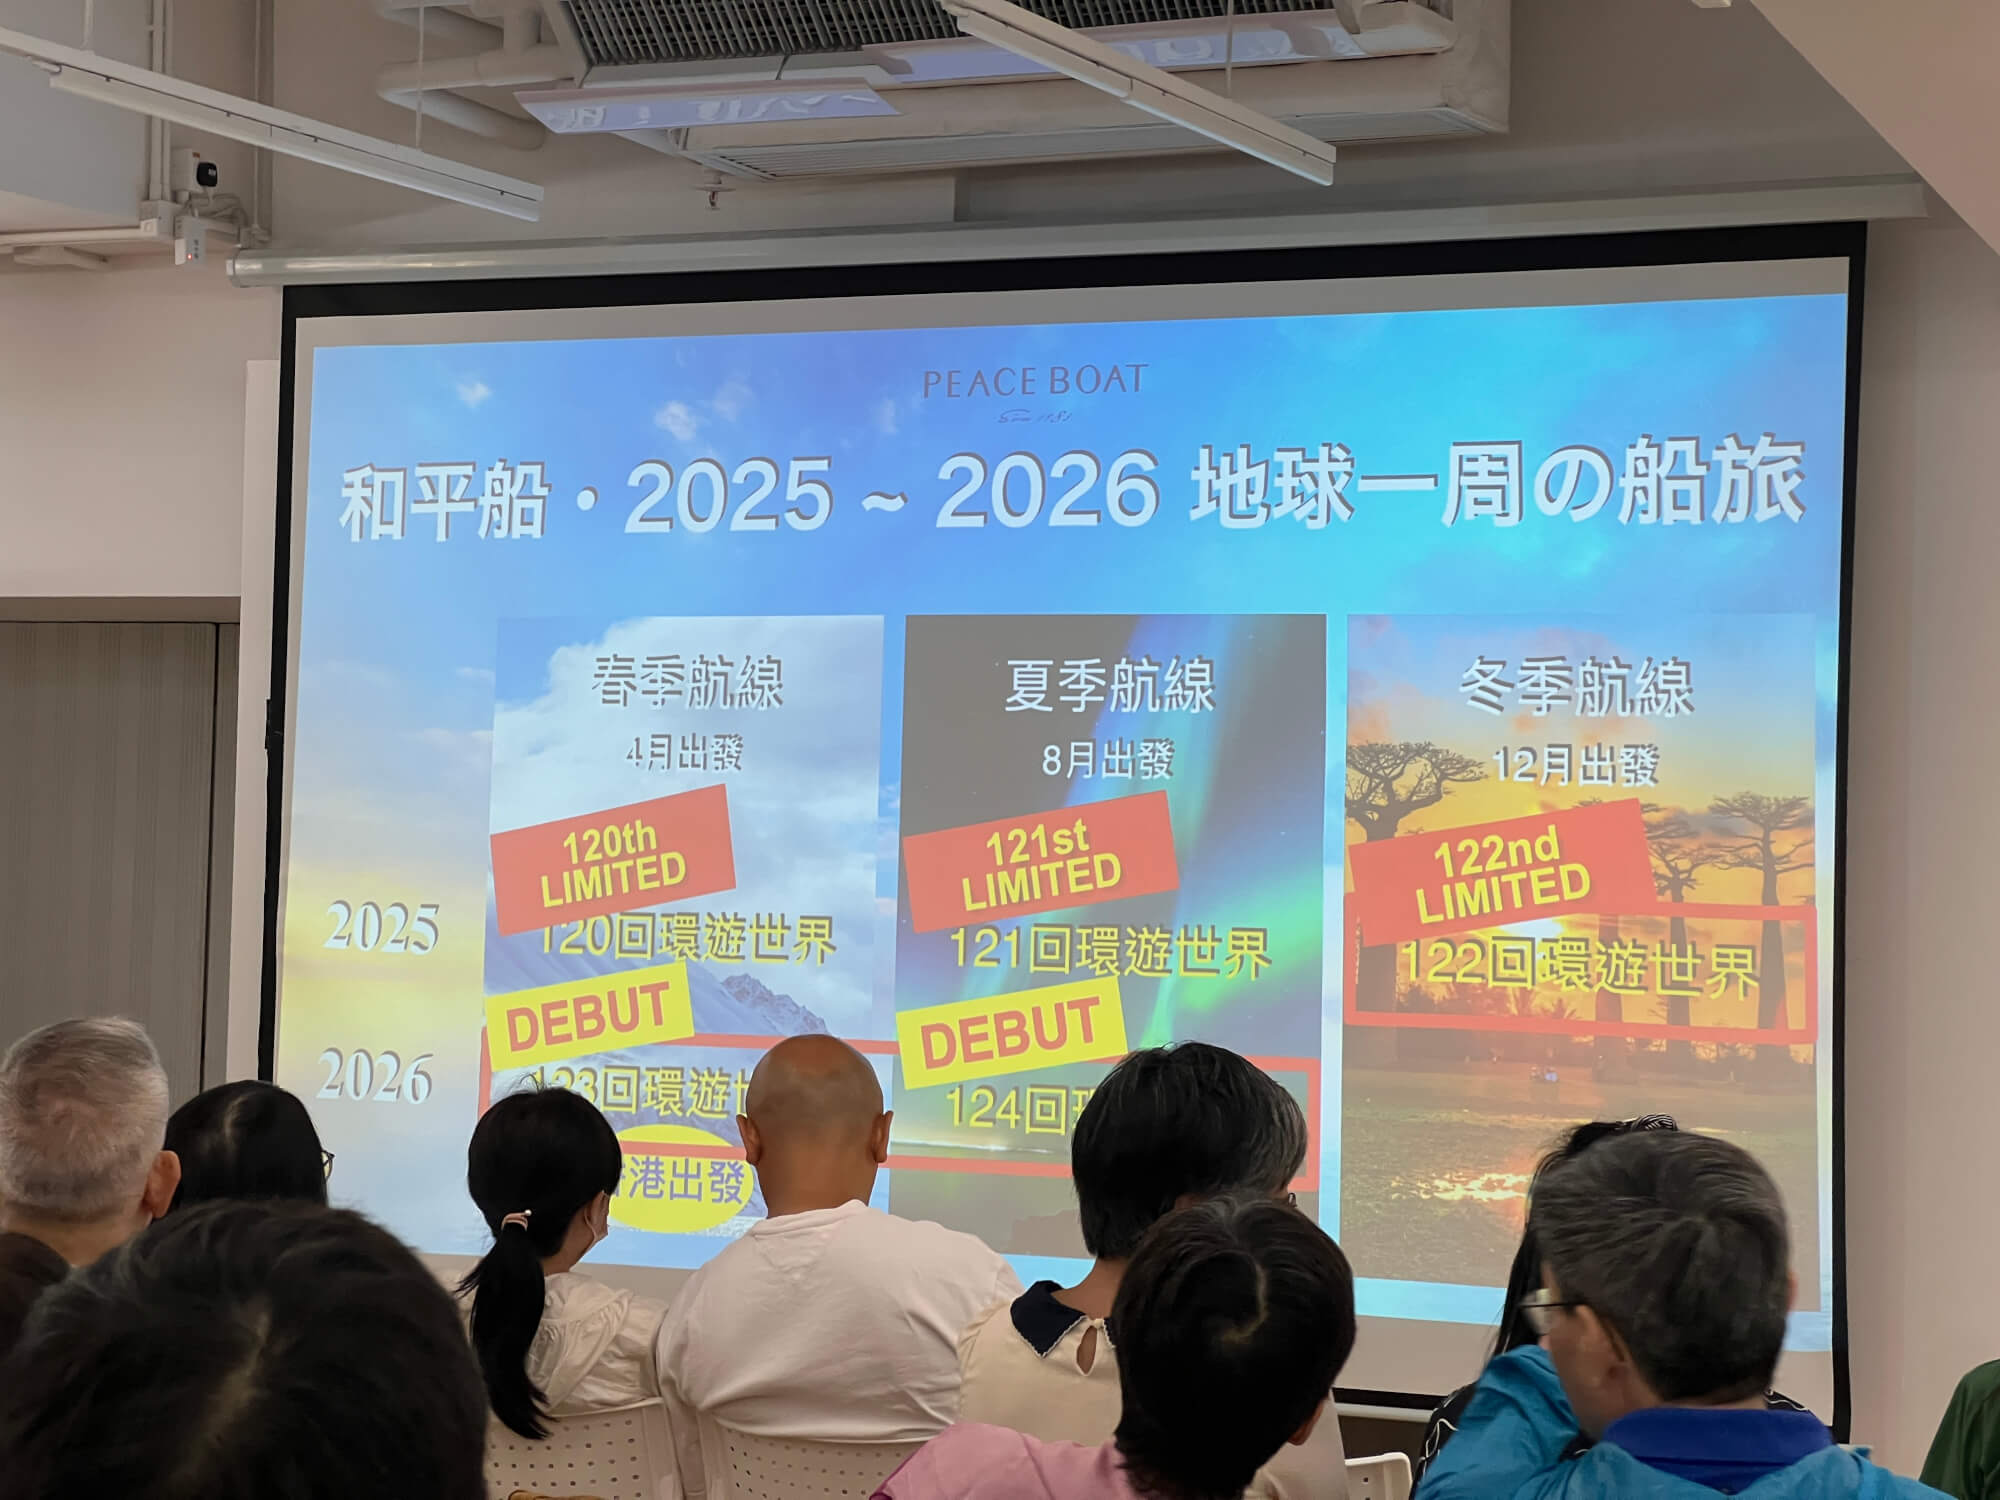 PEACE BOAT
和平船・2025 ~ 2026 地球一周の船旅
春季航線
4月出發
夏季航線
8月出發
冬季航線
12月出發
120th
LIMITED
121st
LIMITED
122nd
LIMITED
2025
120回環遊世界
121回環遊世界
122回環遊世界
DEBUT
DEBUT
2026
123回環遊
124回
港出發